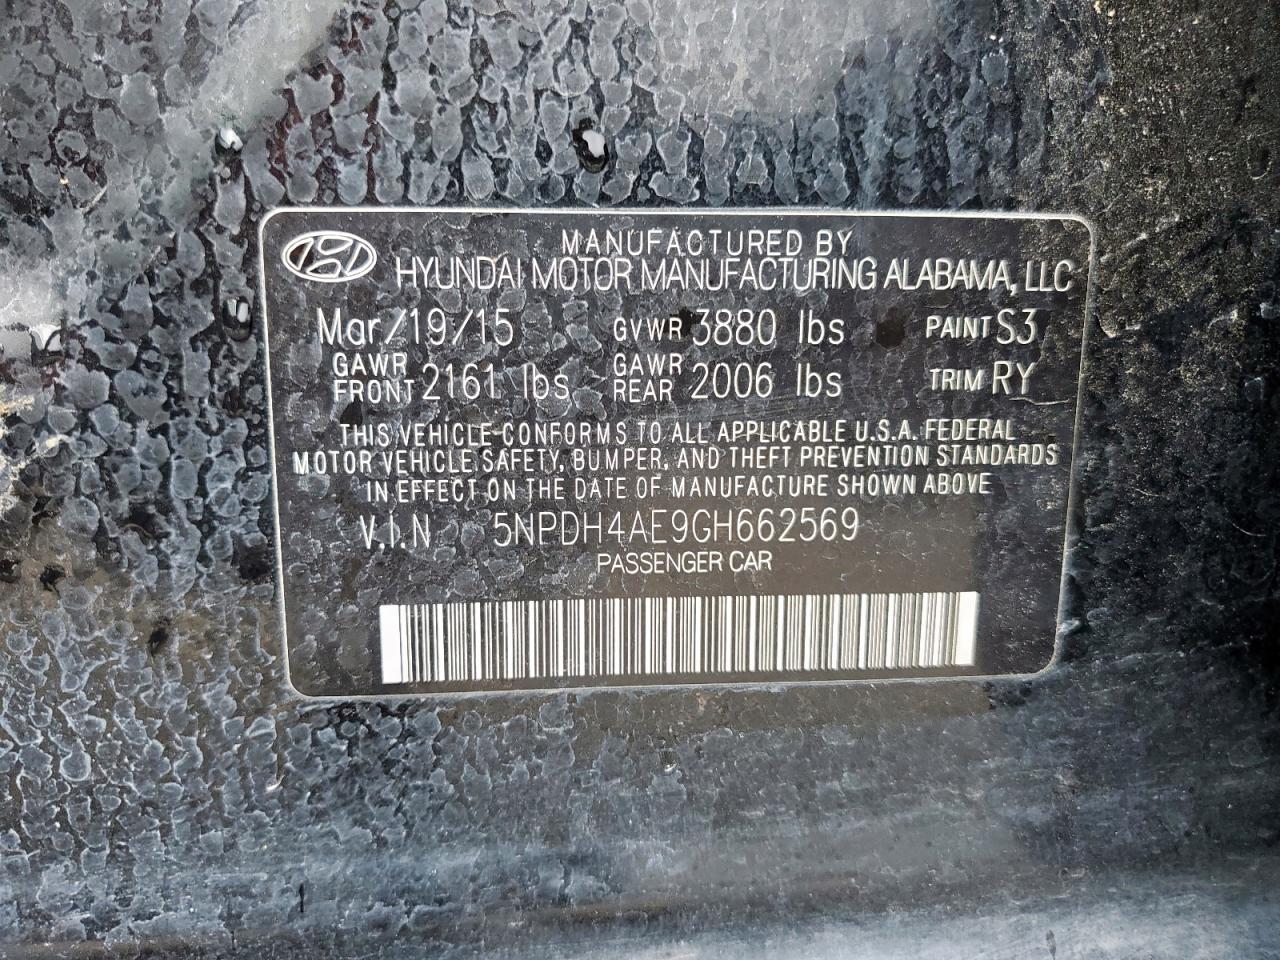 MANUFACTURED BY
HYUNDAI MOTOR MANUFACTURING ALABAMA, LLC
Mar/19/15 GVWR 3880 lbs PAINT S3
GAWR FRONT 2161 lbs GAWR REAR 2006 lbs TRIM RY
THIS VEHICLE CONFORMS TO ALL APPLICABLE U.S.A. FEDERAL
MOTOR VEHICLE SAFETY, BUMPER, AND THEFT PREVENTION STANDARDS
IN EFFECT ON THE DATE OF MANUFACTURE SHOWN ABOVE
V.I.N 5NPDH4AE9GH662569
PASSENGER CAR